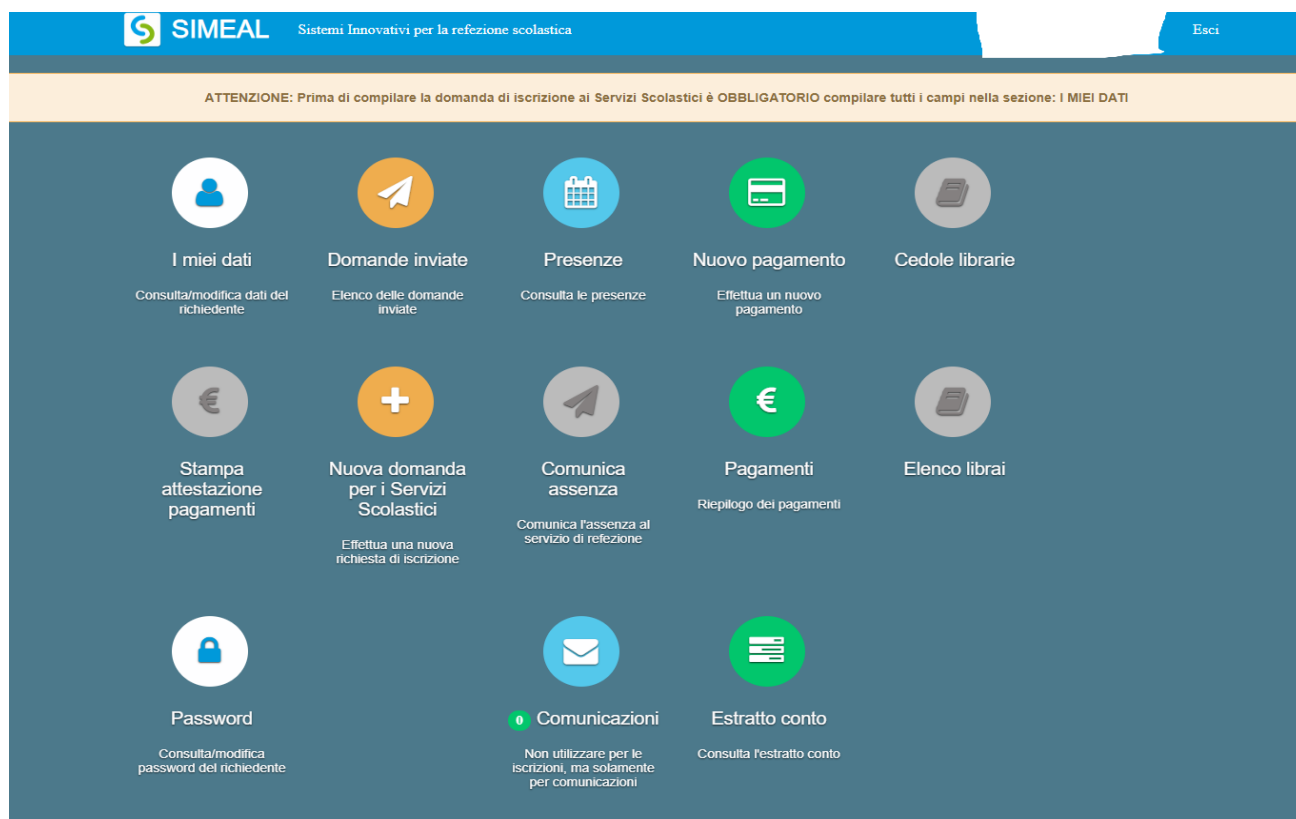 SIMEAL
Sistemi Innovativi per la refezione scolastica
Esci
ATTENZIONE: Prima di compilare la domanda di iscrizione ai Servizi Scolastici è OBBLIGATORIO compilare tutti i campi nella sezione: I MIEI DATI
I miei dati
Consulta/modifica dati del
richiedente
Domande inviate
Elenco delle domande
inviate
Presenze
Consulta le presenze
Nuovo pagamento
Effettua un nuovo
pagamento
Cedole librarie
€
Stampa
attestazione
pagamenti
Nuova domanda
per i Servizi
Scolastici
Effettua una nuova
richiesta di iscrizione
Comunica
assenza
Comunica l'assenza al
servizio di refezione
€
Pagamenti
Riepilogo dei pagamenti
Elenco librai
Password
Consulta/modifica
password del richiedente
0 Comunicazioni
Non utilizzare per le
iscrizioni, ma solamente
per comunicazioni
Estratto conto
Consulta l'estratto conto